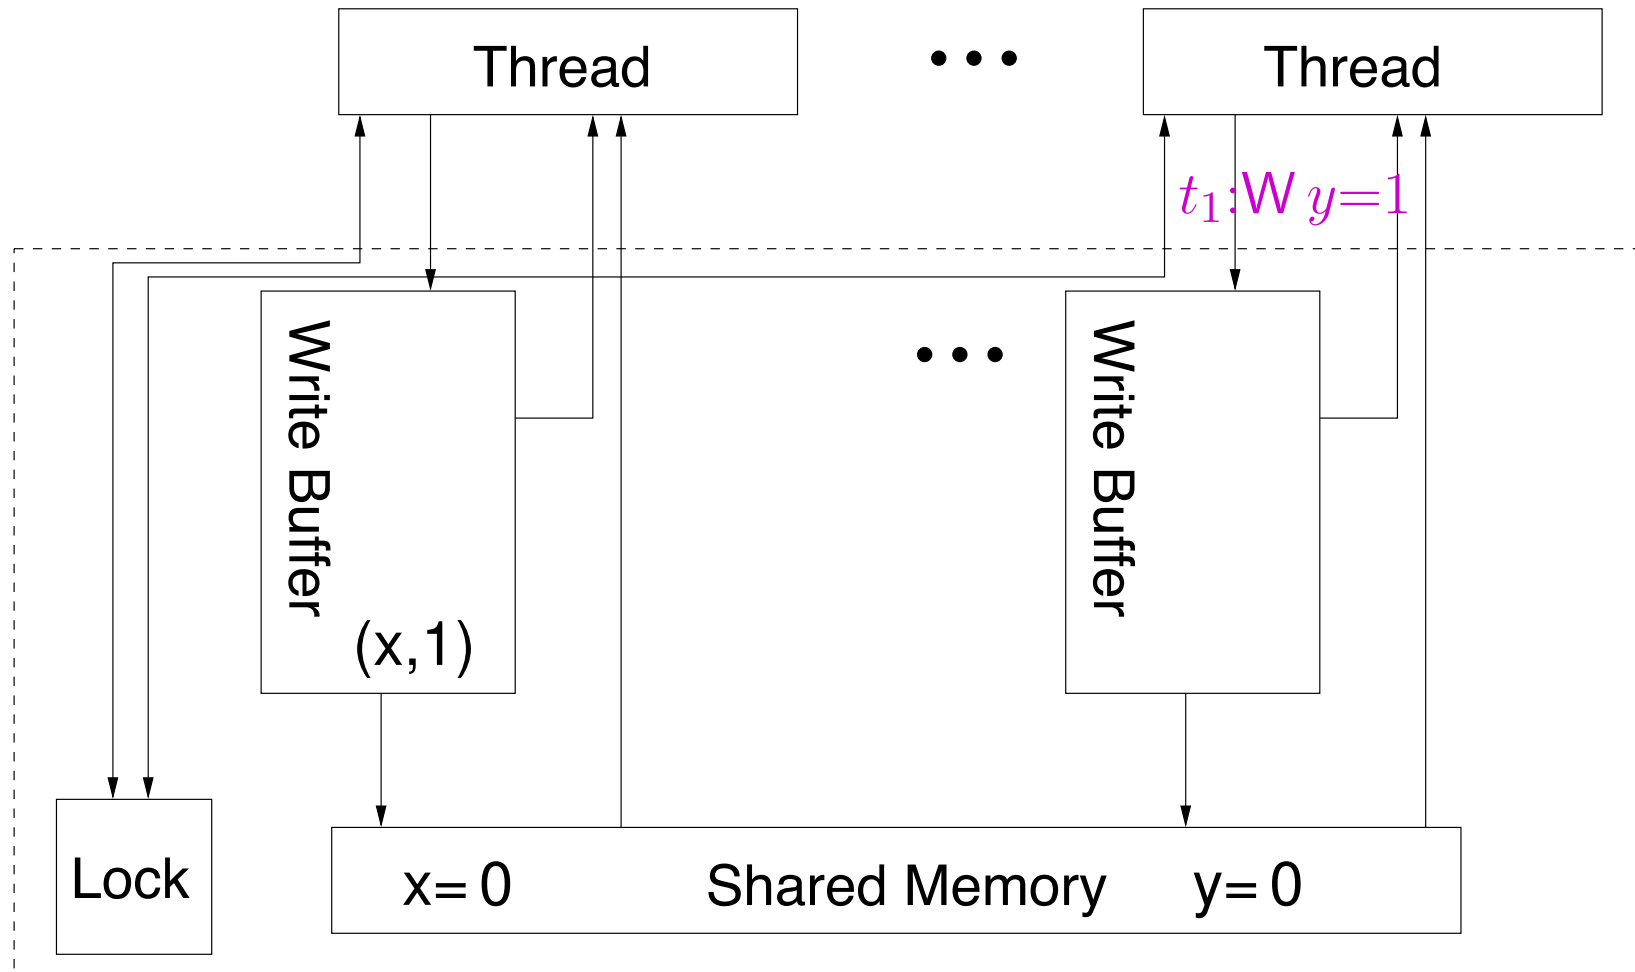 Thread
Thread
t₁:W y=1
Write Buffer
Write Buffer
(x,1)
Lock
x= 0
Shared Memory
y= 0